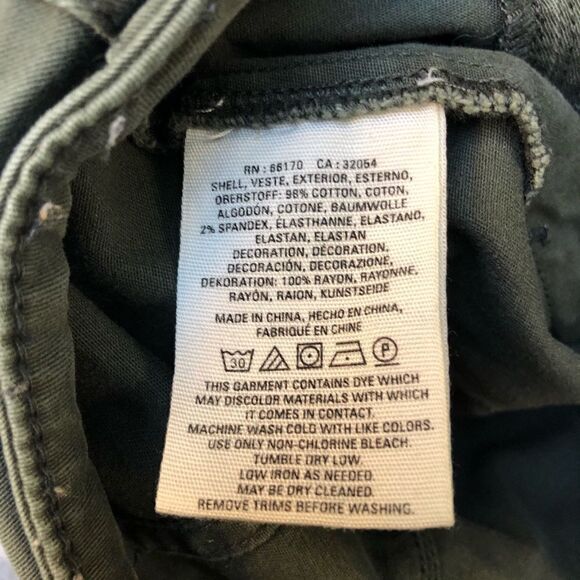 RN : 66170 CA : 32054
SHELL, VESTE, EXTERIOR, ESTERNO,
OBERSTOFF: 98% COTTON, COTON,
ALGODÓN, COTONE, BAUMWOLLE
2% SPANDEX, ÉLASTHANNE, ELASTANO,
ELASTAN, ELASTAN
DECORATION, DÉCORATION,
DECORACIÓN, DECORAZIONE,
DEKORATION: 100% RAYON, RAYONNE,
RAYÓN, RAION, KUNSTSEIDE
MADE IN CHINA, HECHO EN CHINA,
FABRIQUÉ EN CHINE
30 P
THIS GARMENT CONTAINS DYE WHICH
MAY DISCOLOR MATERIALS WITH WHICH
IT COMES IN CONTACT.
MACHINE WASH COLD WITH LIKE COLORS.
USE ONLY NON-CHLORINE BLEACH.
TUMBLE DRY LOW.
LOW IRON AS NEEDED.
MAY BE DRY CLEANED.
REMOVE TRIMS BEFORE WASHING.